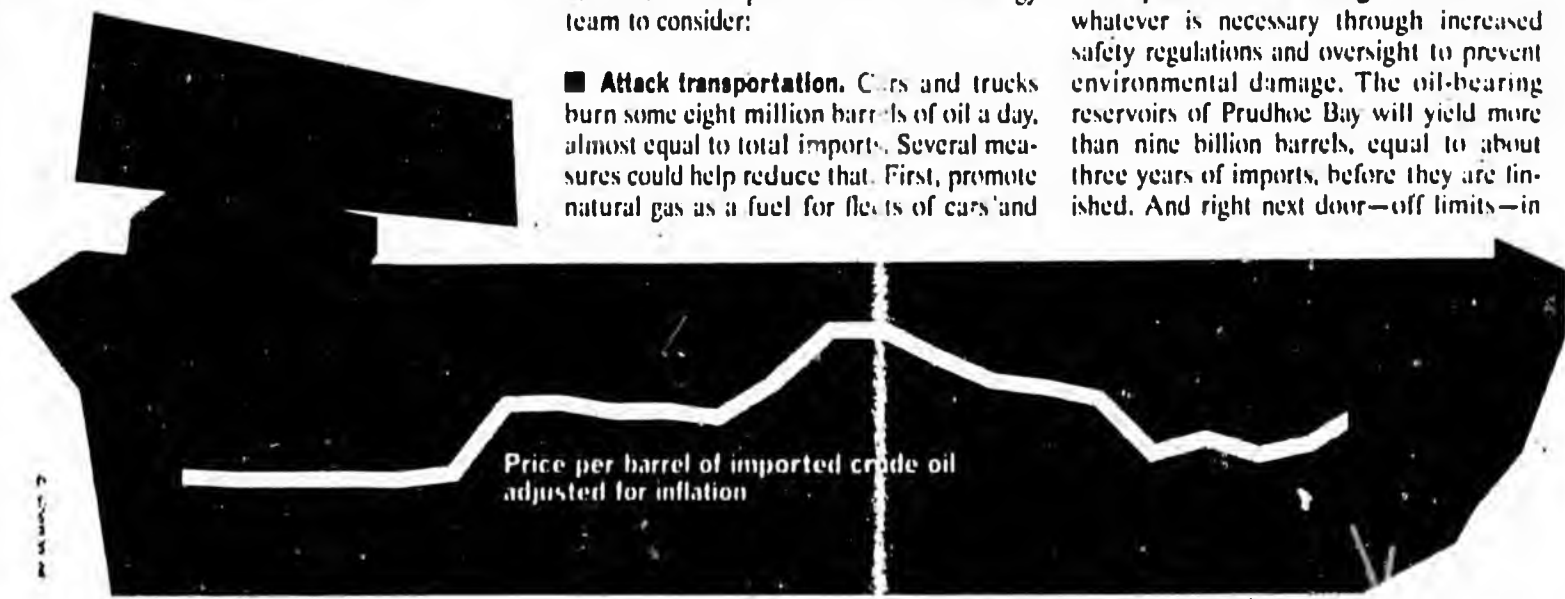 team to consider:
■ Attack transportation. C rs and trucks
burn some eight million barr ls of oil a day,
almost equal to total imports. Several mea-
sures could help reduce that. First, promote
natural gas as a fuel for fleets of cars and
whatever is necessary through increased
safety regulations and oversight to prevent
environmental damage. The oil-bearing
reservoirs of Prudhoe Bay will yield more
than nine billion barrels, equal to about
three years of imports, before they are fin-
ished. And right next door—off limits—in
Price per barrel of imported crude oil
adjusted for inflation